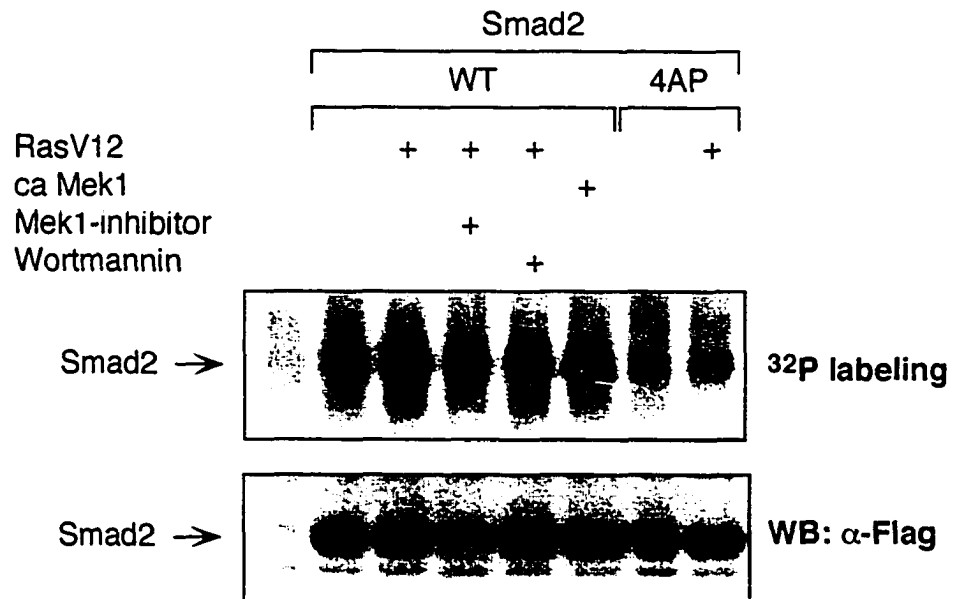 Smad2
WT 4AP
RasV12 + + + +
ca Mek1 +
Mek1-inhibitor +
Wortmannin +
Smad2 → ³²P labeling
Smad2 → WB: α-Flag